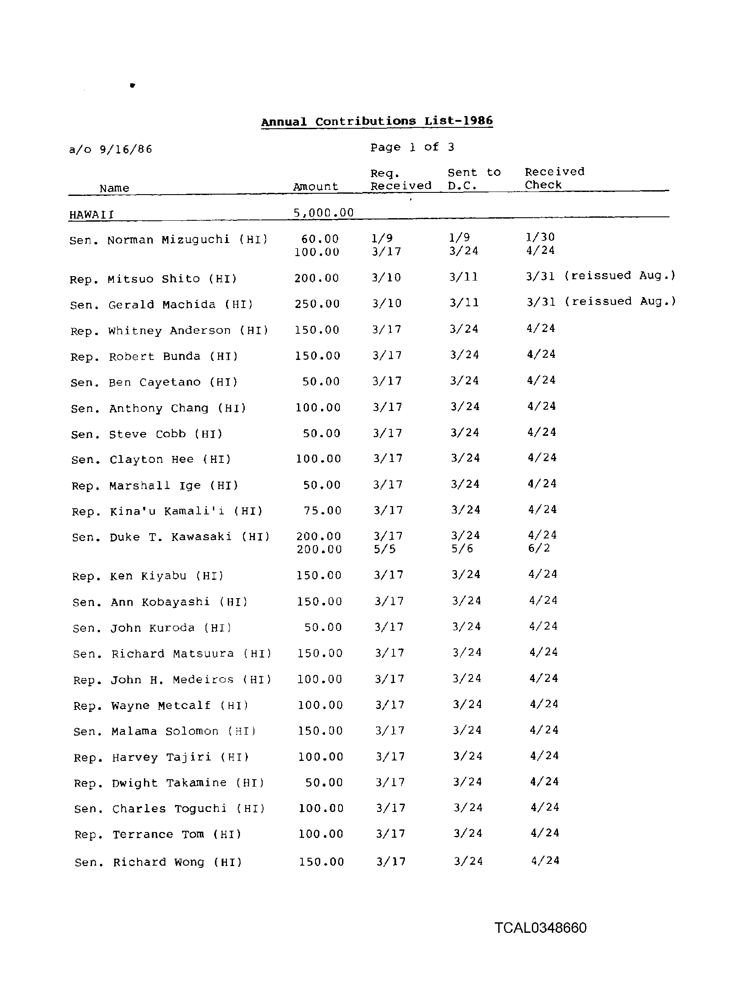 Annual Contributions List-1986
a/o 9/16/86 Page 1 of 3
Name Amount Req. Received Sent to D.C. Received Check
HAWAII 5,000.00
Sen. Norman Mizuguchi (HI) 60.00 1/9 1/9 1/30
100.00 3/17 3/24 4/24
Rep. Mitsuo Shito (HI) 200.00 3/10 3/11 3/31 (reissued Aug.)
Sen. Gerald Machida (HI) 250.00 3/10 3/11 3/31 (reissued Aug.)
Rep. Whitney Anderson (HI) 150.00 3/17 3/24 4/24
Rep. Robert Bunda (HI) 150.00 3/17 3/24 4/24
Sen. Ben Cayetano (HI) 50.00 3/17 3/24 4/24
Sen. Anthony Chang (HI) 100.00 3/17 3/24 4/24
Sen. Steve Cobb (HI) 50.00 3/17 3/24 4/24
Sen. Clayton Hee (HI) 100.00 3/17 3/24 4/24
Rep. Marshall Ige (HI) 50.00 3/17 3/24 4/24
Rep. Kina'u Kamali'i (HI) 75.00 3/17 3/24 4/24
Sen. Duke T. Kawasaki (HI) 200.00 3/17 3/24 4/24
200.00 5/5 5/6 6/2
Rep. Ken Kiyabu (HI) 150.00 3/17 3/24 4/24
Sen. Ann Kobayashi (HI) 150.00 3/17 3/24 4/24
Sen. John Kuroda (HI) 50.00 3/17 3/24 4/24
Sen. Richard Matsuura (HI) 150.00 3/17 3/24 4/24
Rep. John H. Medeiros (HI) 100.00 3/17 3/24 4/24
Rep. Wayne Metcalf (HI) 100.00 3/17 3/24 4/24
Sen. Malama Solomon (HI) 150.00 3/17 3/24 4/24
Rep. Harvey Tajiri (HI) 100.00 3/17 3/24 4/24
Rep. Dwight Takamine (HI) 50.00 3/17 3/24 4/24
Sen. Charles Toguchi (HI) 100.00 3/17 3/24 4/24
Rep. Terrance Tom (HI) 100.00 3/17 3/24 4/24
Sen. Richard Wong (HI) 150.00 3/17 3/24 4/24
TCAL0348660